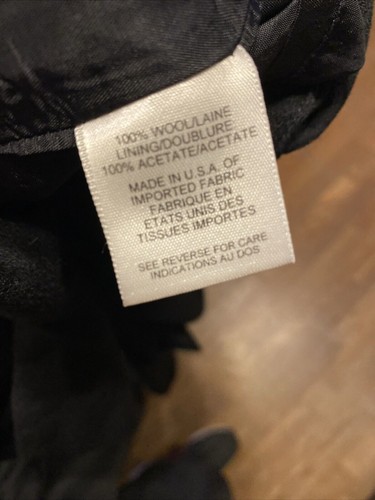 100% WOOL/LAINE
LINING/DOUBLURE
100% ACETATE/ACETATE
MADE IN U.S.A. OF
IMPORTED FABRIC
FABRIQUE EN
ETATS UNIS DES
TISSUES IMPORTES
SEE REVERSE FOR CARE
INDICATIONS AU DOS